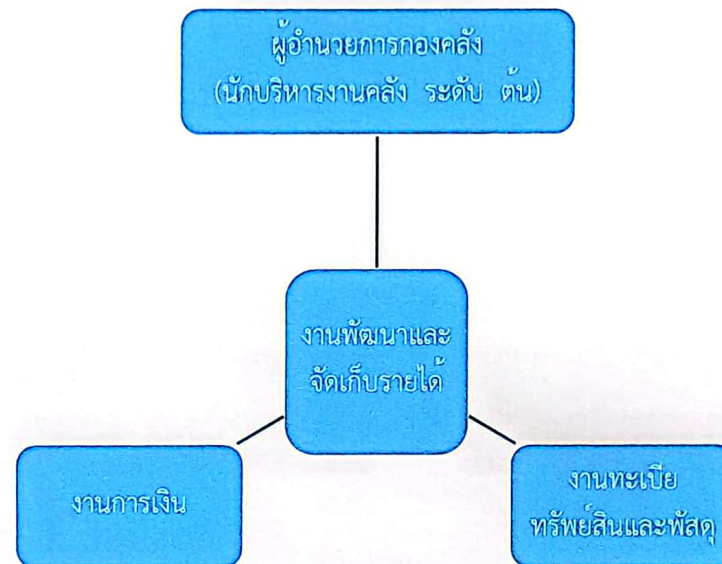 ผู้อำนวยการกองคลัง
(นักบริหารงานคลัง ระดับ ต้น)
งานพัฒนาและ
จัดเก็บรายได้
งานการเงิน
งานทะเบีย
ทรัพย์สินและพัสดุ